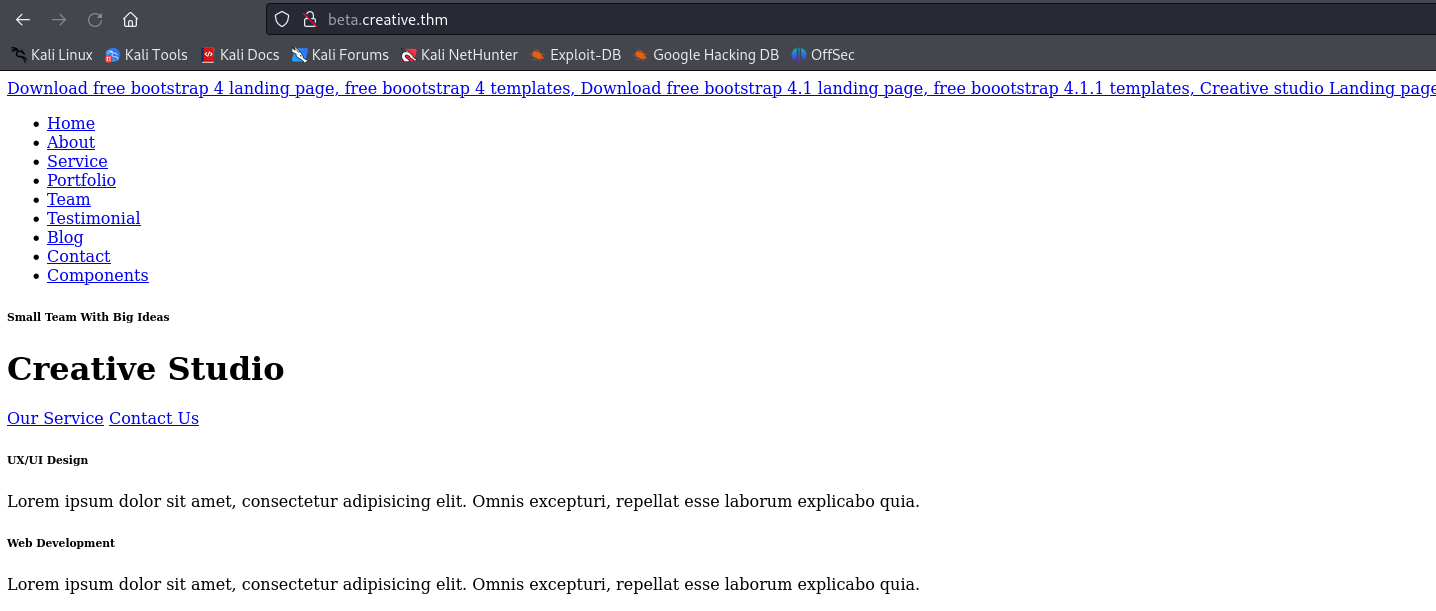 beta.creative.thm
Kali Linux Kali Tools Kali Docs Kali Forums Kali NetHunter Exploit-DB Google Hacking DB OffSec
Download free bootstrap 4 landing page, free boootstrap 4 templates, Download free bootstrap 4.1 landing page, free boootstrap 4.1.1 templates, Creative studio Landing page
Home
About
Service
Portfolio
Team
Testimonial
Blog
Contact
Components
Small Team With Big Ideas
Creative Studio
Our Service Contact Us
UX/UI Design
Lorem ipsum dolor sit amet, consectetur adipisicing elit. Omnis excepturi, repellat esse laborum explicabo quia.
Web Development
Lorem ipsum dolor sit amet, consectetur adipisicing elit. Omnis excepturi, repellat esse laborum explicabo quia.